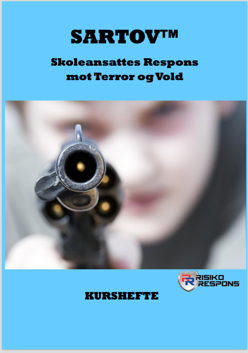 SARTOV™
Skoleansattes Respons
mot Terror og Vold
RISIKO
RESPONS
KURSHEFTE